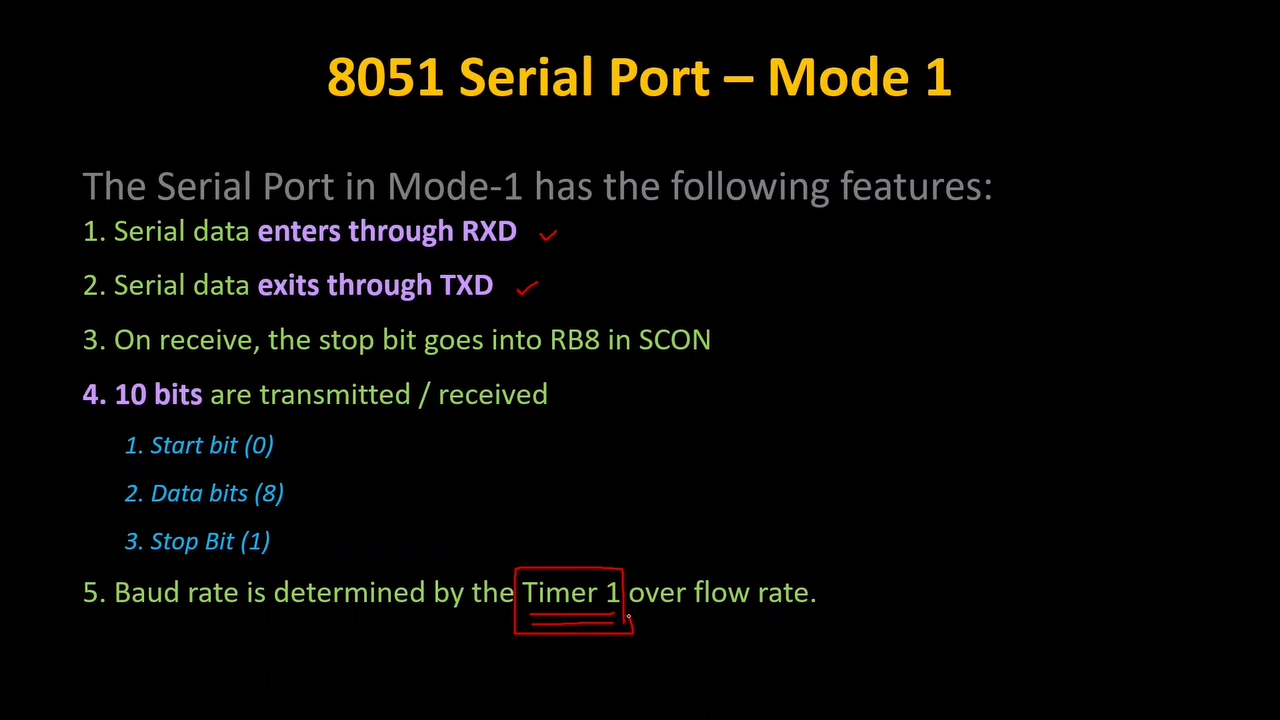 8051 Serial Port – Mode 1
The Serial Port in Mode-1 has the following features:
1. Serial data enters through RXD
2. Serial data exits through TXD
3. On receive, the stop bit goes into RB8 in SCON
4. 10 bits are transmitted / received
1. Start bit (0)
2. Data bits (8)
3. Stop Bit (1)
5. Baud rate is determined by the Timer 1 over flow rate.